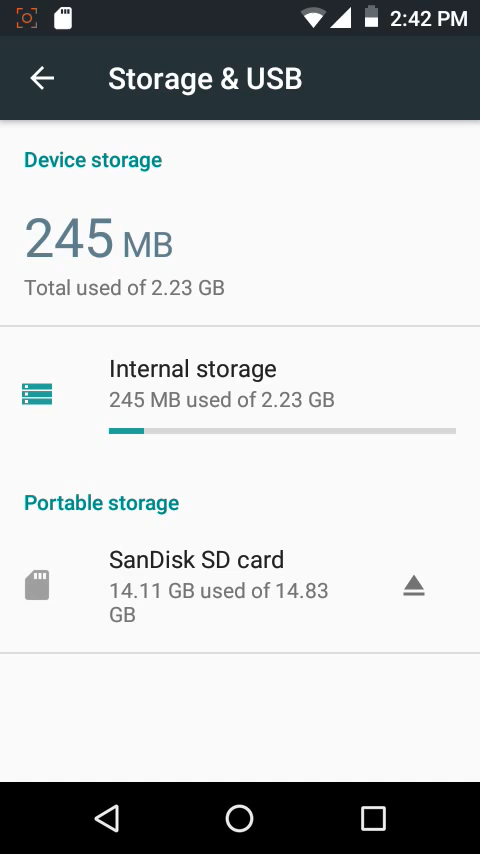 2:42 PM
Storage & USB
Device storage
245 MB
Total used of 2.23 GB
Internal storage
245 MB used of 2.23 GB
Portable storage
SanDisk SD card
14.11 GB used of 14.83
GB